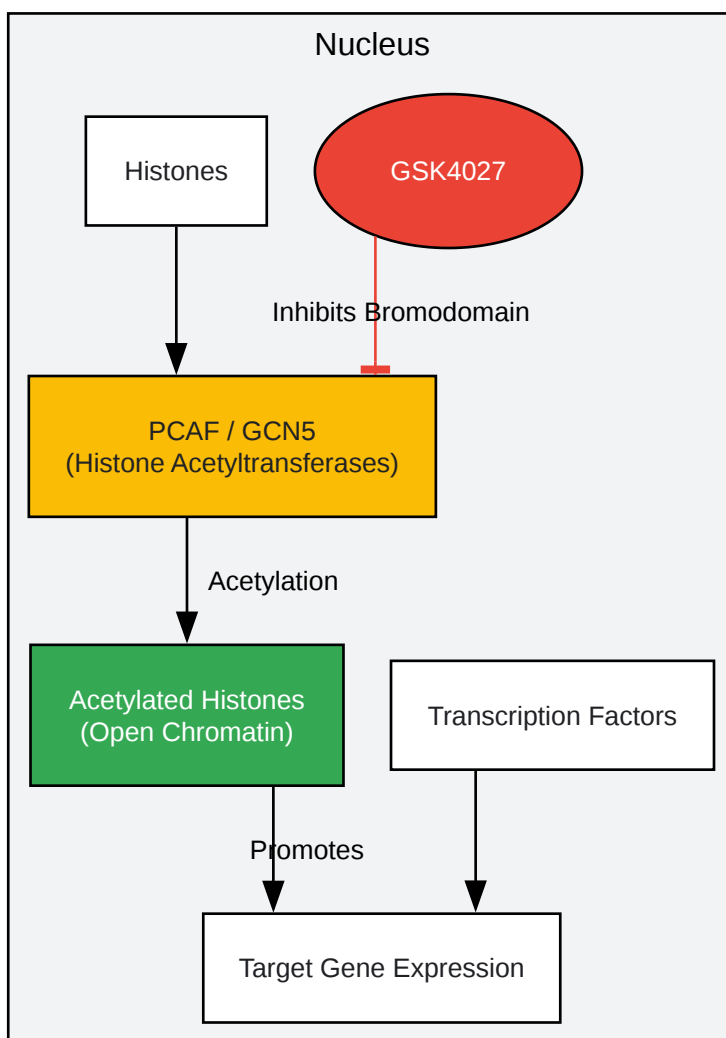 Nucleus
Histones
GSK4027
Inhibits Bromodomain
PCAF / GCN5
(Histone Acetyltransferases)
Acetylation
Acetylated Histones
(Open Chromatin)
Transcription Factors
Promotes
Target Gene Expression